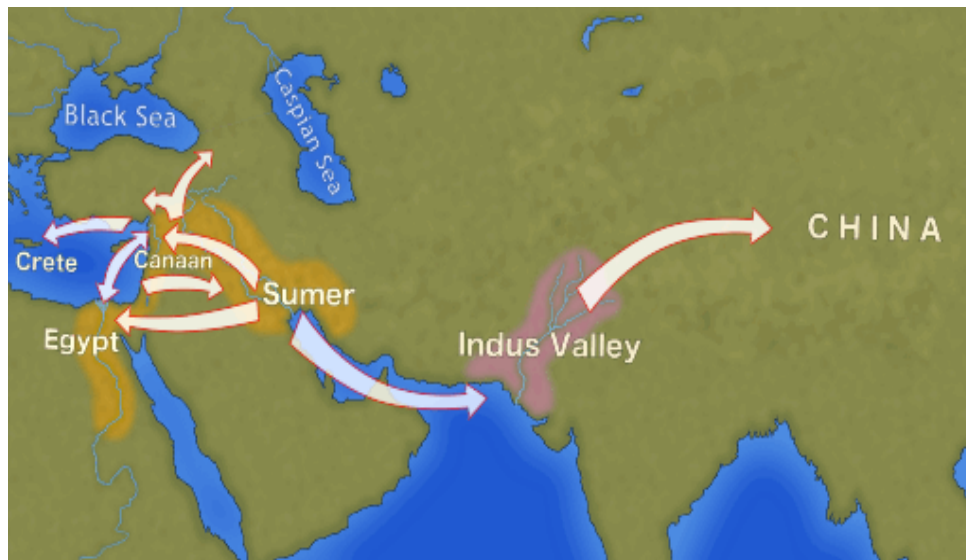 Black Sea
Caspian Sea
CHINA
Crete
Canaan
Sumer
Egypt
Indus Valley